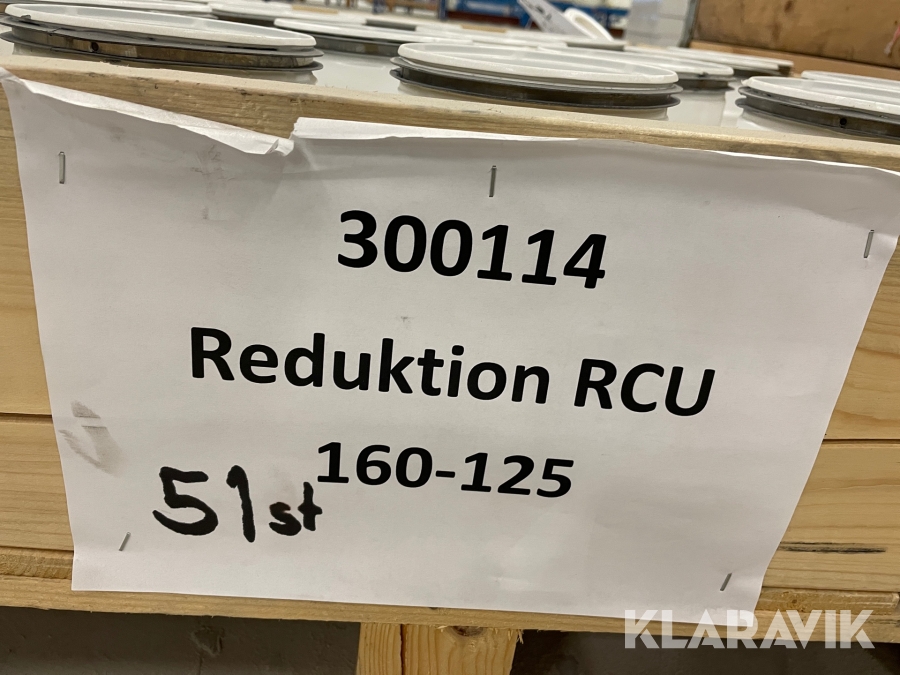 300114
Reduktion RCU
160-125
51st
KLARAVIK